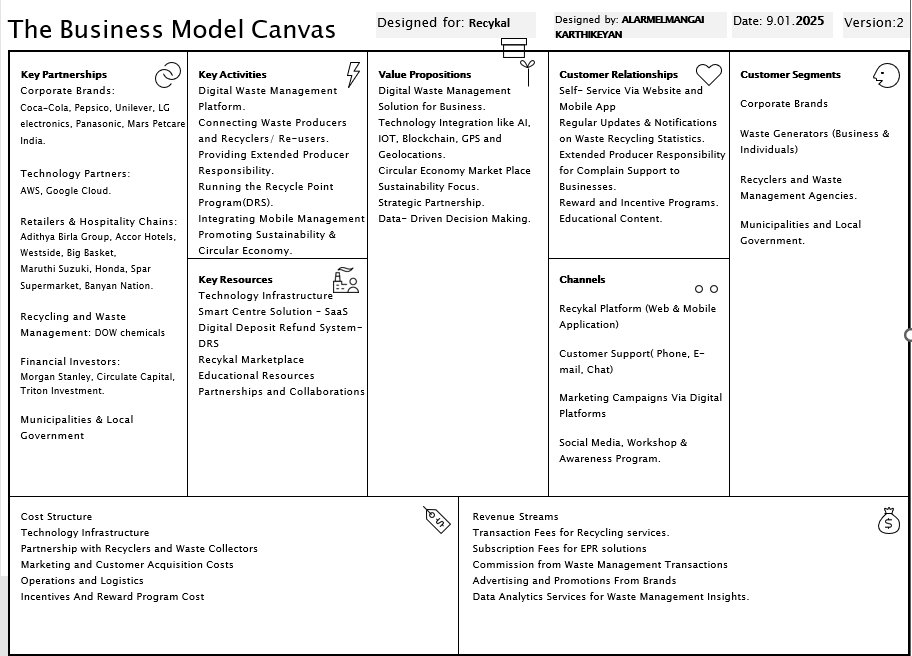 The Business Model Canvas
Designed for: Recykal
Designed by: ALARMELMANGAI
KARTHIKEYAN
Date: 9.01.2025
Version:2
Key Partnerships
Corporate Brands:
Coca-Cola, Pepsico, Unilever, LG
electronics, Panasonic, Mars Petcare
India.
Technology Partners:
AWS, Google Cloud.
Retailers & Hospitality Chains:
Adithya Birla Group, Accor Hotels,
Westside, Big Basket,
Maruthi Suzuki, Honda, Spar
Supermarket, Banyan Nation.
Recycling and Waste
Management: DOW chemicals
Financial Investors:
Morgan Stanley, Circulate Capital,
Triton Investment.
Municipalities & Local
Government
Key Activities
Digital Waste Management
Platform.
Connecting Waste Producers
and Recyclers/ Re-users.
Providing Extended Producer
Responsibility.
Running the Recycle Point
Program(DRS).
Integrating Mobile Management
Promoting Sustainability &
Circular Economy.
Key Resources
Technology Infrastructure
Smart Centre Solution - SaaS
Digital Deposit Refund System-
DRS
Recykal Marketplace
Educational Resources
Partnerships and Collaborations
Value Propositions
Digital Waste Management
Solution for Business.
Technology Integration like AI,
IOT, Blockchain, GPS and
Geolocations.
Circular Economy Market Place
Sustainability Focus.
Strategic Partnership.
Data- Driven Decision Making.
Customer Relationships
Self- Service Via Website and
Mobile App
Regular Updates & Notifications
on Waste Recycling Statistics.
Extended Producer Responsibility
for Complain Support to
Businesses.
Reward and Incentive Programs.
Educational Content.
Channels
Recykal Platform (Web & Mobile
Application)
Customer Support( Phone, E-
mail, Chat)
Marketing Campaigns Via Digital
Platforms
Social Media, Workshop &
Awareness Program.
Customer Segments
Corporate Brands
Waste Generators (Business &
Individuals)
Recyclers and Waste
Management Agencies.
Municipalities and Local
Government.
Cost Structure
Technology Infrastructure
Partnership with Recyclers and Waste Collectors
Marketing and Customer Acquisition Costs
Operations and Logistics
Incentives And Reward Program Cost
Revenue Streams
Transaction Fees for Recycling services.
Subscription Fees for EPR solutions
Commission from Waste Management Transactions
Advertising and Promotions From Brands
Data Analytics Services for Waste Management Insights.